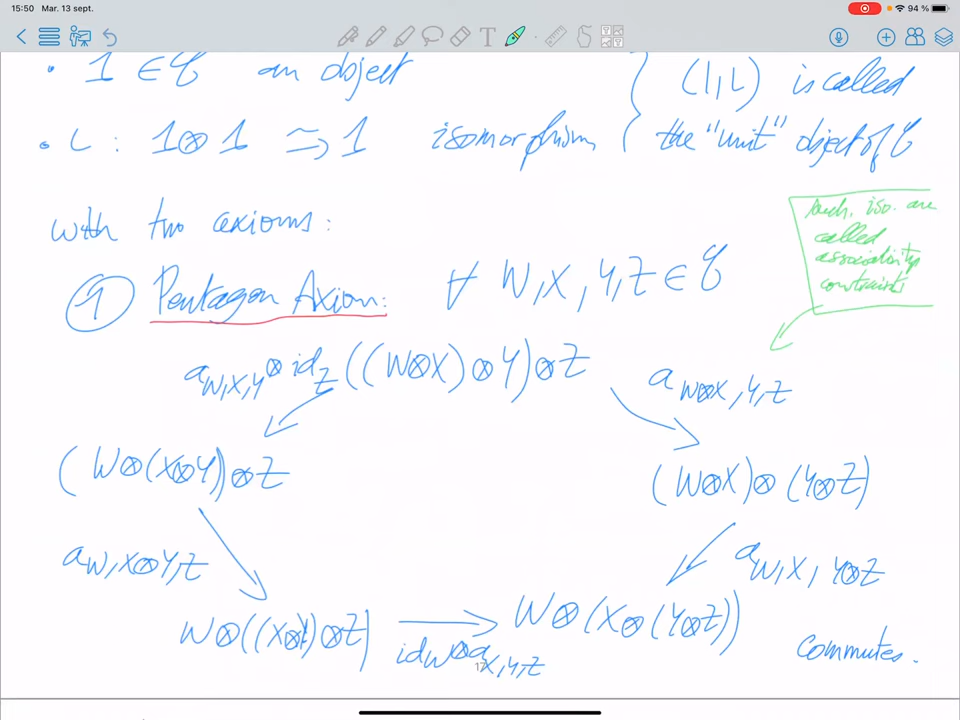 15:50 Mar. 13 sept.
94 %
• 1 ∈ 𝒞 an object
(1, ι) is called
• ι : 1⊗1 ≅→ 1 isomorphism
the "unit" object of 𝒞
with two axioms:
such iso. are
called
associativity
constraints
① Pentagon Axiom: ∀ W, X, Y, Z ∈ 𝒞
a_{W,X,Y} ⊗ id_Z ((W⊗X)⊗Y)⊗Z
a_{W⊗X,Y,Z}
(W⊗(X⊗Y)⊗Z
(W⊗X)⊗(Y⊗Z)
a_{W,X⊗Y,Z}
a_{W,X,Y⊗Z}
W⊗((X⊗Y)⊗Z) → W⊗(X⊗(Y⊗Z))
id_W⊗a_{X,Y,Z}
commutes.